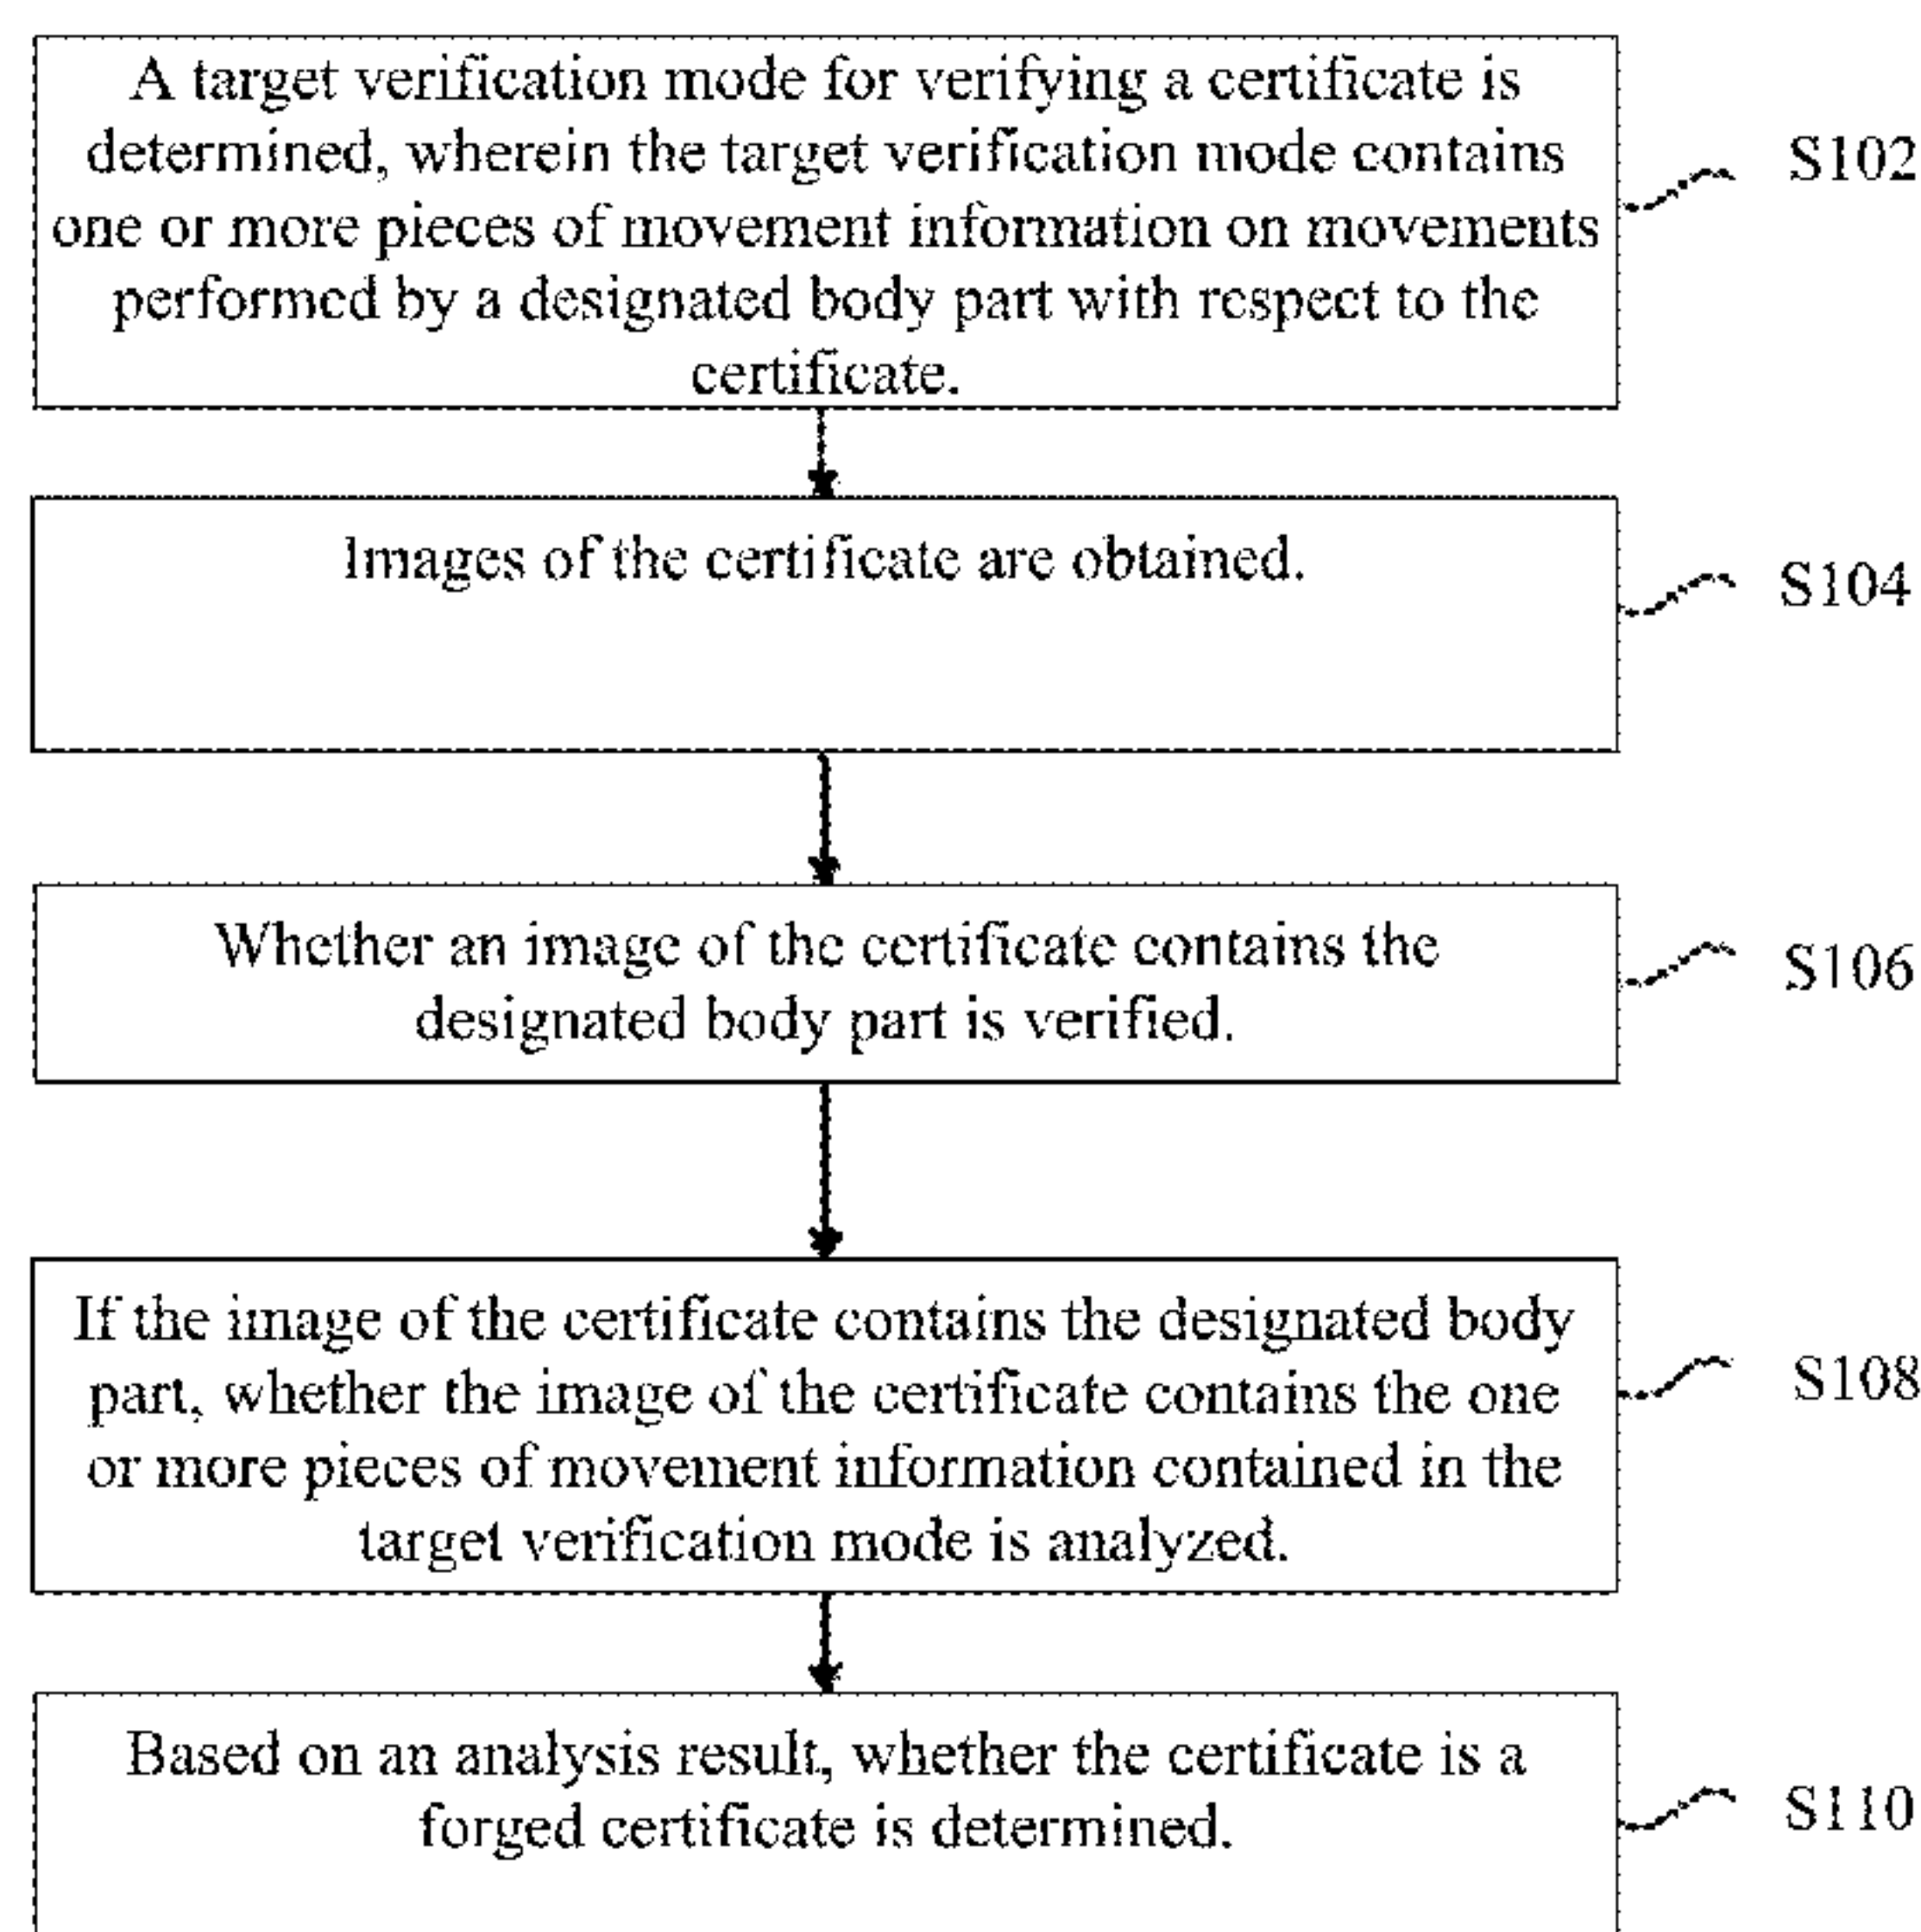 A target verification mode for verifying a certificate is
determined, wherein the target verification mode contains
one or more pieces of movement information on movements
performed by a designated body part with respect to the
certificate.
S102
Images of the certificate are obtained.
S104
Whether an image of the certificate contains the
designated body part is verified.
S106
If the image of the certificate contains the designated body
part, whether the image of the certificate contains the one
or more pieces of movement information contained in the
target verification mode is analyzed.
S108
Based on an analysis result, whether the certificate is a
forged certificate is determined.
S110